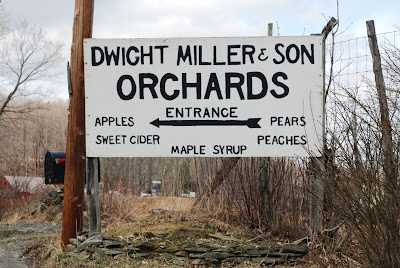 DWIGHT MILLER & SON
ORCHARDS
ENTRANCE
APPLES PEARS
SWEET CIDER PEACHES
MAPLE SYRUP